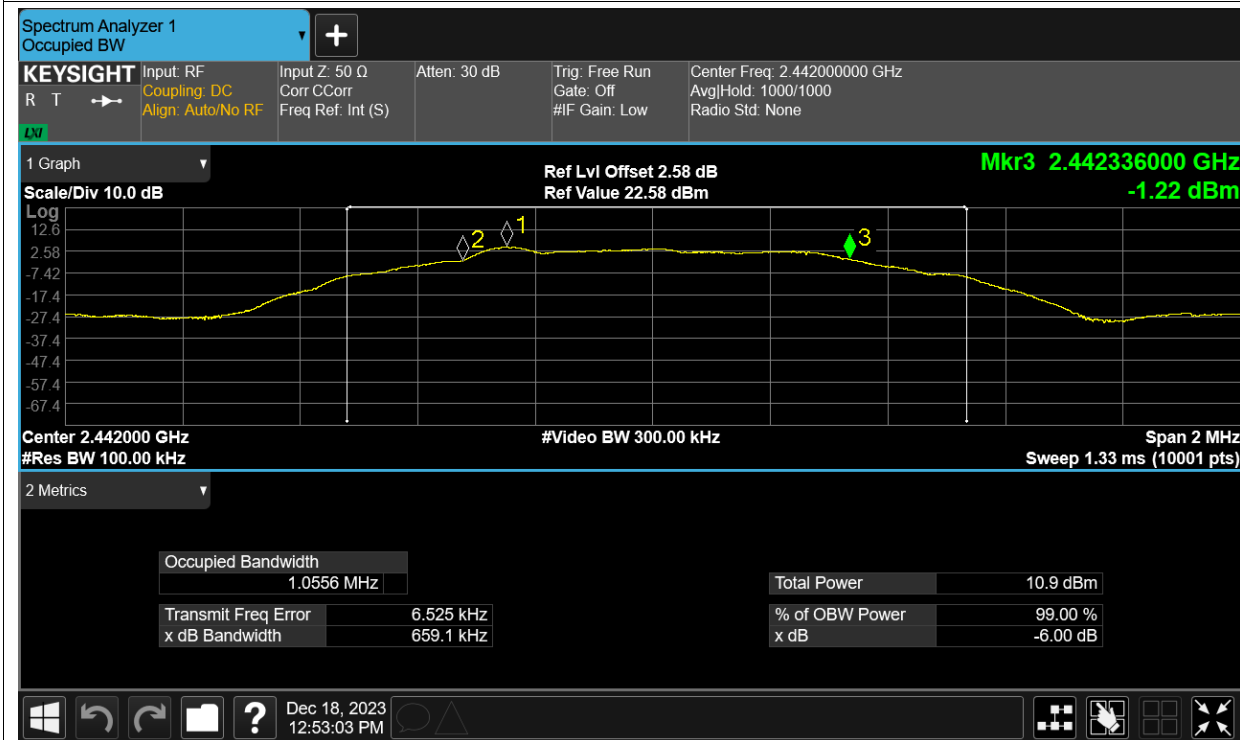 Spectrum Analyzer 1
Occupied BW
▼
+
KEYSIGHT
R T
LXI
Input: RF
Coupling: DC
Align: Auto/No RF
Input Z: 50 Ω
Corr CCorr
Freq Ref: Int (S)
Atten: 30 dB
Trig: Free Run
Gate: Off
#IF Gain: Low
Center Freq: 2.442000000 GHz
Avg|Hold: 1000/1000
Radio Std: None
1 Graph ▼
Scale/Div 10.0 dB
Ref Lvl Offset 2.58 dB
Ref Value 22.58 dBm
Mkr3 2.442336000 GHz
-1.22 dBm
Log
12.6
2.58
-7.42
-17.4
-27.4
-37.4
-47.4
-57.4
-67.4
2
1
3
Center 2.442000 GHz
#Res BW 100.00 kHz
#Video BW 300.00 kHz
Span 2 MHz
Sweep 1.33 ms (10001 pts)
2 Metrics ▼
Occupied Bandwidth
1.0556 MHz
Transmit Freq Error 6.525 kHz
x dB Bandwidth 659.1 kHz
Total Power 10.9 dBm
% of OBW Power 99.00 %
x dB -6.00 dB
?
Dec 18, 2023
12:53:03 PM